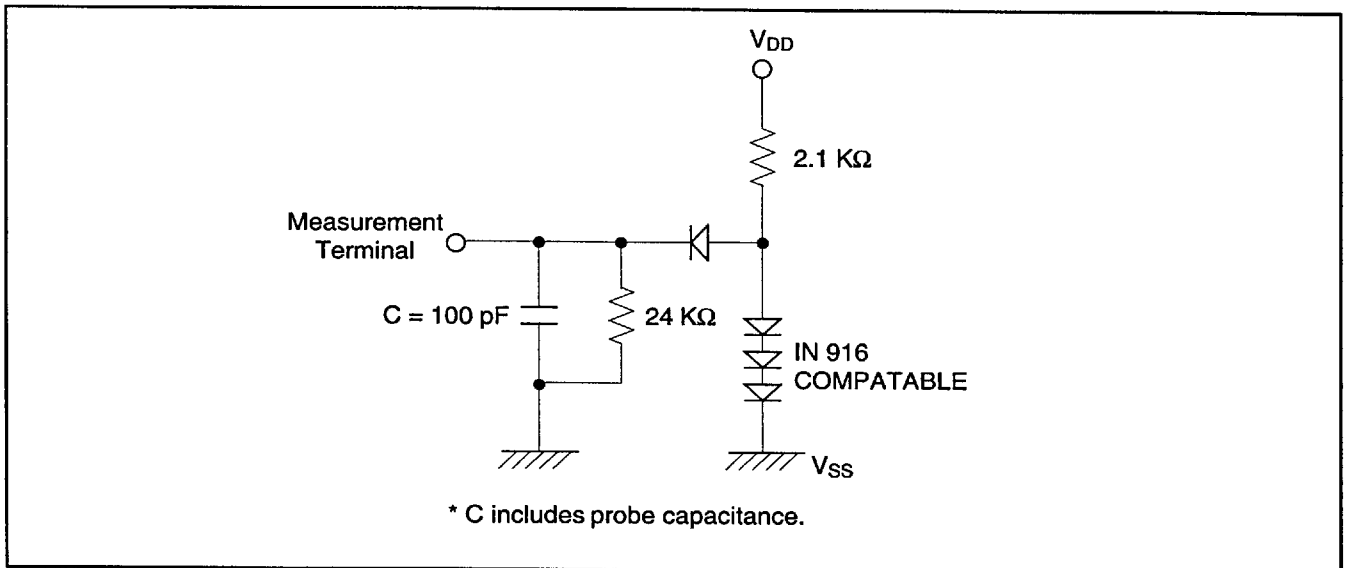 VDD
2.1 KΩ
Measurement
Terminal
C = 100 pF
24 KΩ
IN 916
COMPATABLE
VSS
* C includes probe capacitance.